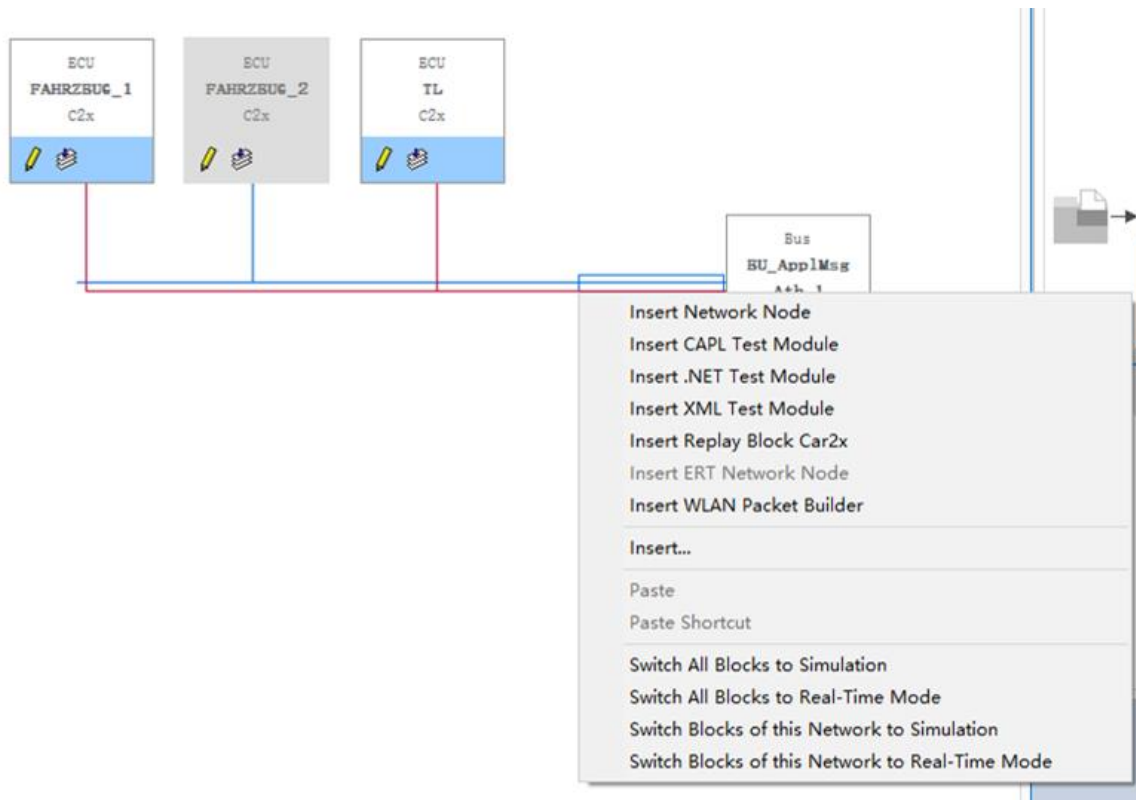 ECU
FAHRZEUG_1
C2x
ECU
FAHRZEUG_2
C2x
ECU
TL
C2x
Bus
BU_ApplMsg
Ath_1
Insert Network Node
Insert CAPL Test Module
Insert .NET Test Module
Insert XML Test Module
Insert Replay Block Car2x
Insert ERT Network Node
Insert WLAN Packet Builder
Insert...
Paste
Paste Shortcut
Switch All Blocks to Simulation
Switch All Blocks to Real-Time Mode
Switch Blocks of this Network to Simulation
Switch Blocks of this Network to Real-Time Mode